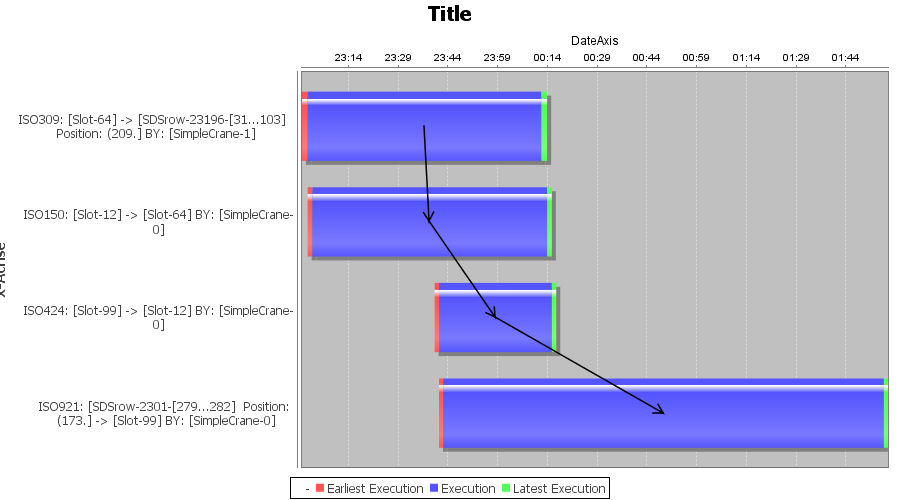 Title
DateAxis
23:14 23:29 23:44 23:59 00:14 00:29 00:44 00:59 01:14 01:29 01:44
ISO309: [Slot-64] -> [SDSrow-23196-[31...103]
Position: (209.] BY: [SimpleCrane-1]
ISO150: [Slot-12] -> [Slot-64] BY: [SimpleCrane-
0]
ISO424: [Slot-99] -> [Slot-12] BY: [SimpleCrane-
0]
ISO921: [SDSrow-2301-[279...282] Position:
(173.] -> [Slot-99] BY: [SimpleCrane-0]
- Earliest Execution Execution Latest Execution